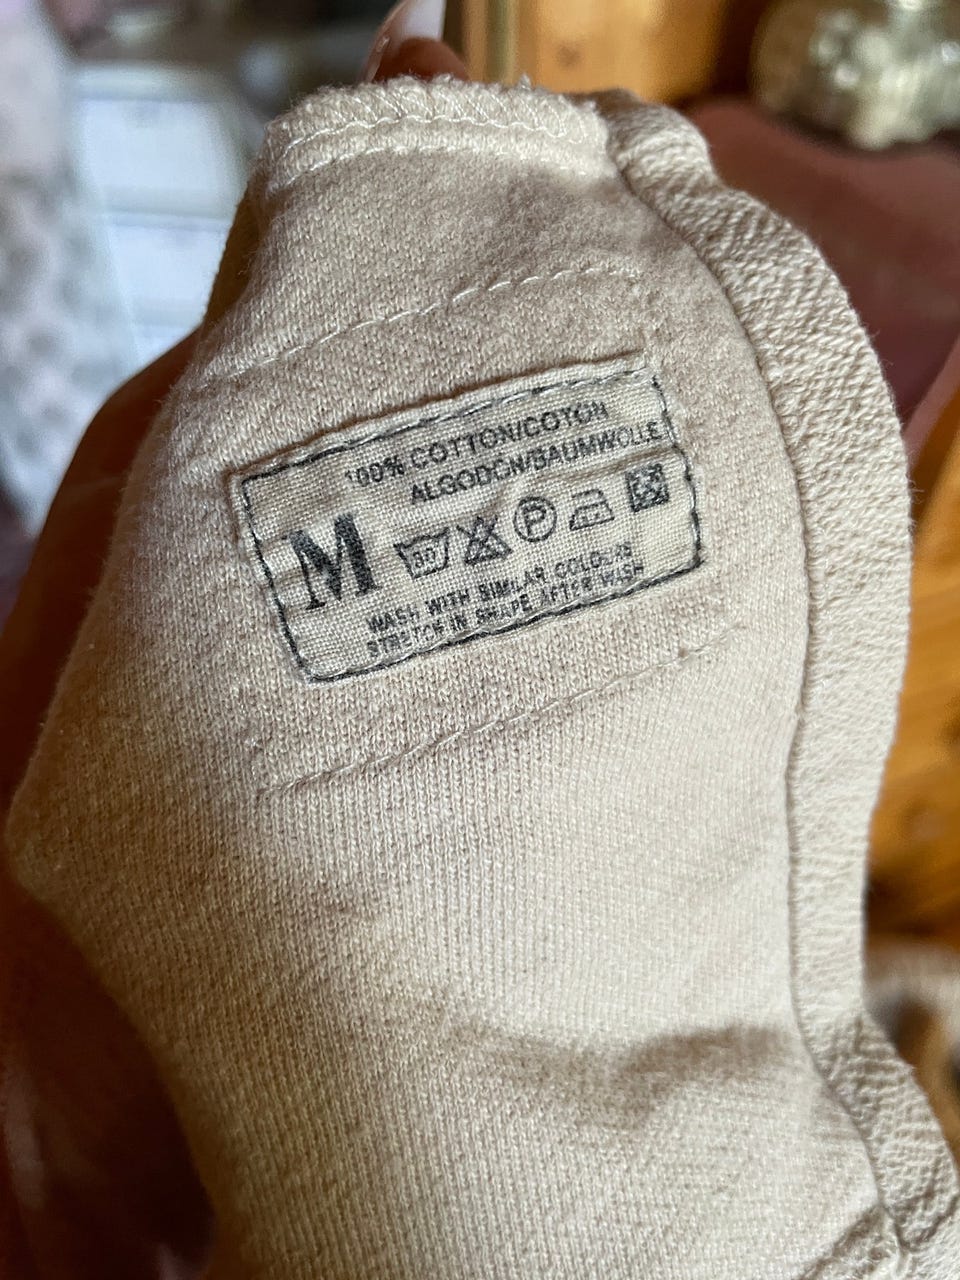 100% COTTON/COTON
ALGODON/BAUMWOLLE
M
P
WASH WITH SIMILAR COLOURS
STRETCH IN SHAPE AFTER WASH